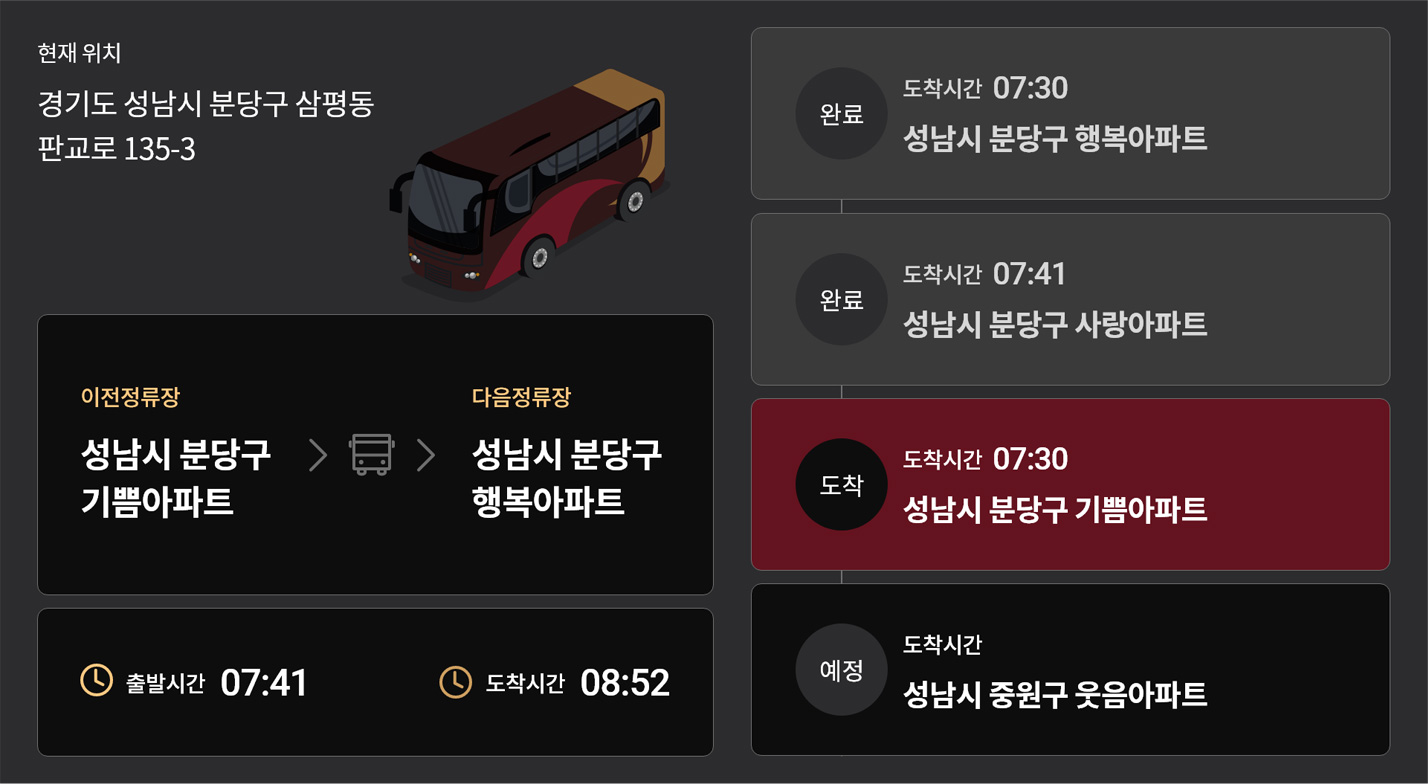 현재 위치
경기도 성남시 분당구 삼평동
판교로 135-3
이전정류장
성남시 분당구
기쁨아파트
다음정류장
성남시 분당구
행복아파트
출발시간 07:41
도착시간 08:52
완료
도착시간 07:30
성남시 분당구 행복아파트
완료
도착시간 07:41
성남시 분당구 사랑아파트
도착
도착시간 07:30
성남시 분당구 기쁨아파트
예정
도착시간
성남시 중원구 웃음아파트